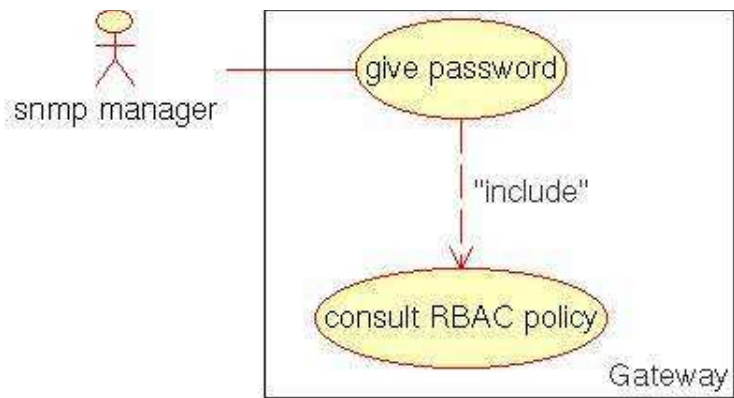 give password
snmp manager
"include"
consult RBAC policy
Gateway